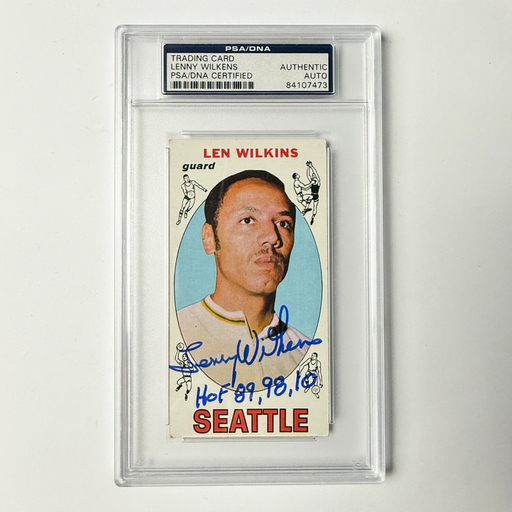 PSA/DNA
TRADING CARD
LENNY WILKENS
PSA/DNA CERTIFIED
AUTHENTIC
AUTO
84107473
LEN WILKINS
guard
Lenny Wilkens
HOF 89, 98, 10
SEATTLE